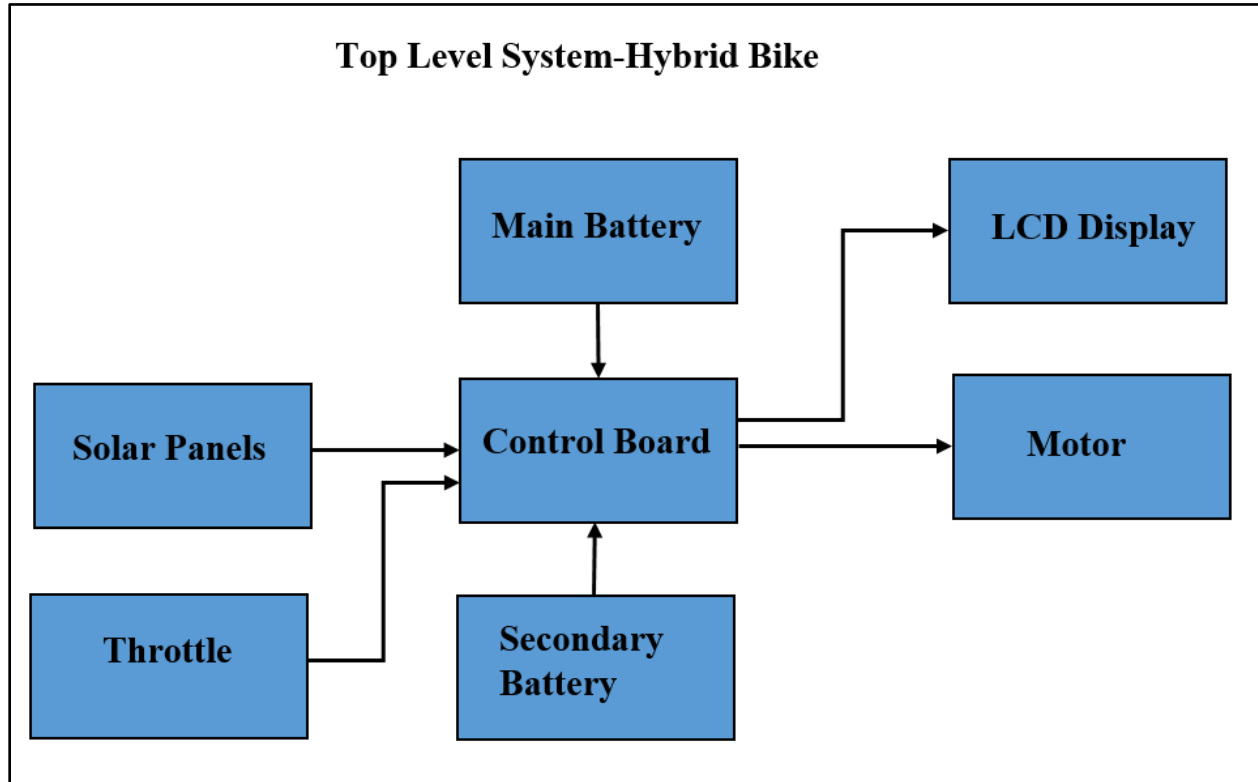 Top Level System-Hybrid Bike
Main Battery
LCD Display
Solar Panels
Control Board
Motor
Throttle
Secondary
Battery